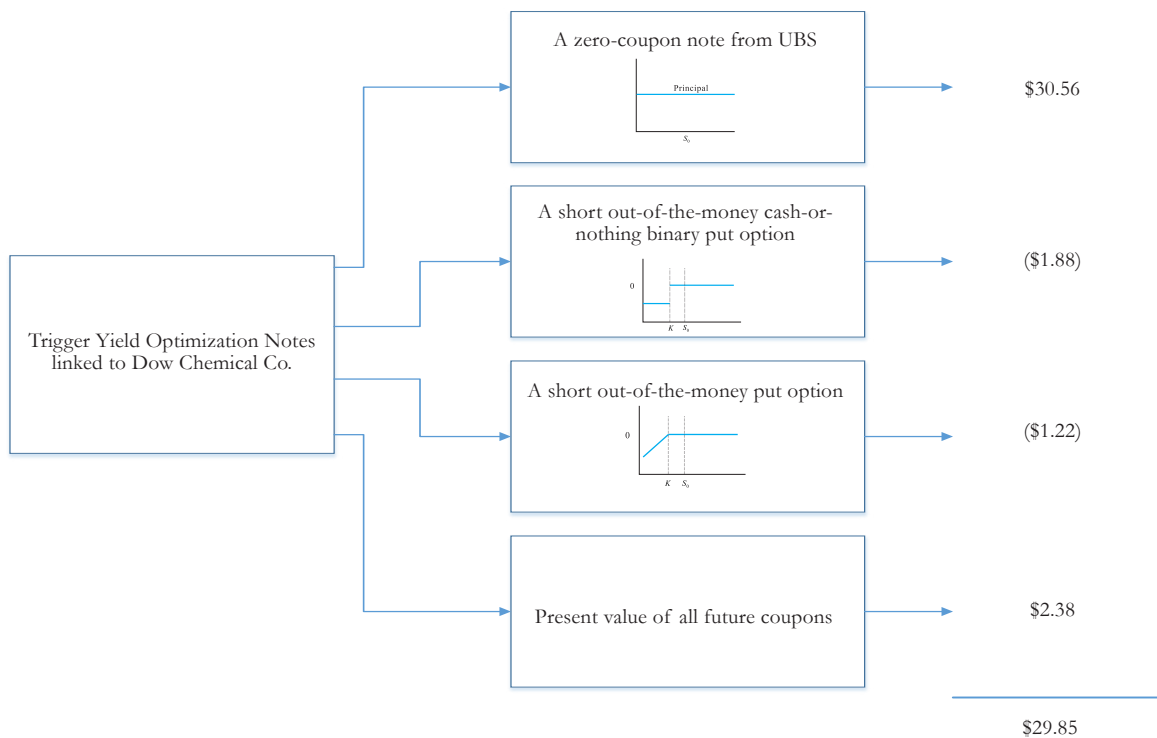 A zero-coupon note from UBS
Principal
S₀
$30.56
A short out-of-the-money cash-or-
nothing binary put option
0
K S₀
($1.88)
Trigger Yield Optimization Notes
linked to Dow Chemical Co.
A short out-of-the-money put option
0
K S₀
($1.22)
Present value of all future coupons
$2.38
$29.85